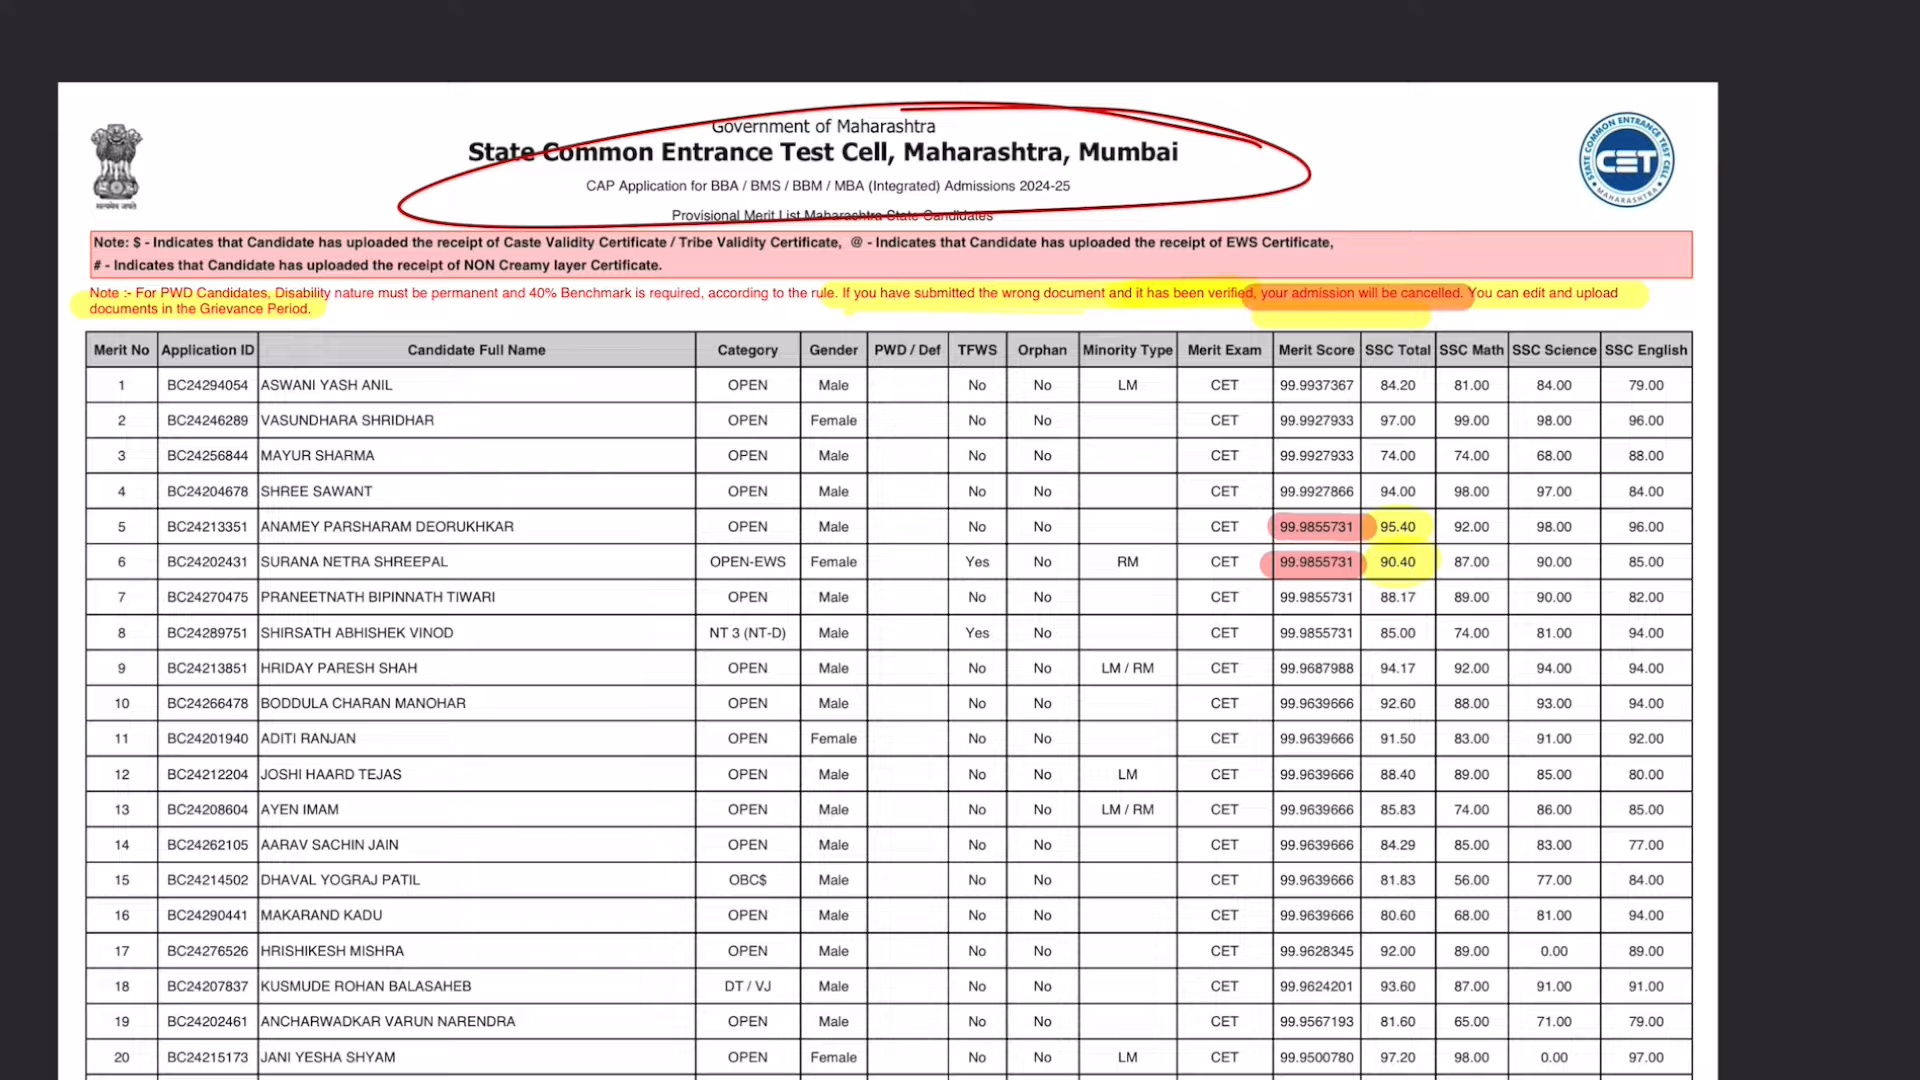 Government of Maharashtra
State Common Entrance Test Cell, Maharashtra, Mumbai
CAP Application for BBA / BMS / BBM / MBA (Integrated) Admissions 2024-25
Provisional Merit List Maharashtra State Candidates
सत्यमेव जयते
STATE COMMON ENTRANCE TEST CELL
CET
MAHARASHTRA
Note: $ - Indicates that Candidate has uploaded the receipt of Caste Validity Certificate / Tribe Validity Certificate, @ - Indicates that Candidate has uploaded the receipt of EWS Certificate,
# - Indicates that Candidate has uploaded the receipt of NON Creamy layer Certificate.
Note :- For PWD Candidates, Disability nature must be permanent and 40% Benchmark is required, according to the rule. If you have submitted the wrong document and it has been verified, your admission will be cancelled. You can edit and upload
documents in the Grievance Period.
Merit No Application ID Candidate Full Name Category Gender PWD / Def TFWS Orphan Minority Type Merit Exam Merit Score SSC Total SSC Math SSC Science SSC English
1 BC24294054 ASWANI YASH ANIL OPEN Male No No LM CET 99.9937367 84.20 81.00 84.00 79.00
2 BC24246289 VASUNDHARA SHRIDHAR OPEN Female No No CET 99.9927933 97.00 99.00 98.00 96.00
3 BC24256844 MAYUR SHARMA OPEN Male No No CET 99.9927933 74.00 74.00 68.00 88.00
4 BC24204678 SHREE SAWANT OPEN Male No No CET 99.9927866 94.00 98.00 97.00 84.00
5 BC24213351 ANAMEY PARSHARAM DEORUKHKAR OPEN Male No No CET 99.9855731 95.40 92.00 98.00 96.00
6 BC24202431 SURANA NETRA SHREEPAL OPEN-EWS Female Yes No RM CET 99.9855731 90.40 87.00 90.00 85.00
7 BC24270475 PRANEETNATH BIPINNATH TIWARI OPEN Male No No CET 99.9855731 88.17 89.00 90.00 82.00
8 BC24289751 SHIRSATH ABHISHEK VINOD NT 3 (NT-D) Male Yes No CET 99.9855731 85.00 74.00 81.00 94.00
9 BC24213851 HRIDAY PARESH SHAH OPEN Male No No LM / RM CET 99.9687988 94.17 92.00 94.00 94.00
10 BC24266478 BODDULA CHARAN MANOHAR OPEN Male No No CET 99.9639666 92.60 88.00 93.00 94.00
11 BC24201940 ADITI RANJAN OPEN Female No No CET 99.9639666 91.50 83.00 91.00 92.00
12 BC24212204 JOSHI HAARD TEJAS OPEN Male No No LM CET 99.9639666 88.40 89.00 85.00 80.00
13 BC24208604 AYEN IMAM OPEN Male No No LM / RM CET 99.9639666 85.83 74.00 86.00 85.00
14 BC24262105 AARAV SACHIN JAIN OPEN Male No No CET 99.9639666 84.29 85.00 83.00 77.00
15 BC24214502 DHAVAL YOGRAJ PATIL OBC$ Male No No CET 99.9639666 81.83 56.00 77.00 84.00
16 BC24290441 MAKARAND KADU OPEN Male No No CET 99.9639666 80.60 68.00 81.00 94.00
17 BC24276526 HRISHIKESH MISHRA OPEN Male No No CET 99.9628345 92.00 89.00 0.00 89.00
18 BC24207837 KUSMUDE ROHAN BALASAHEB DT / VJ Male No No CET 99.9624201 93.60 87.00 91.00 91.00
19 BC24202461 ANCHARWADKAR VARUN NARENDRA OPEN Male No No CET 99.9567193 81.60 65.00 71.00 79.00
20 BC24215173 JANI YESHA SHYAM OPEN Female No No LM CET 99.9500780 97.20 98.00 0.00 97.00